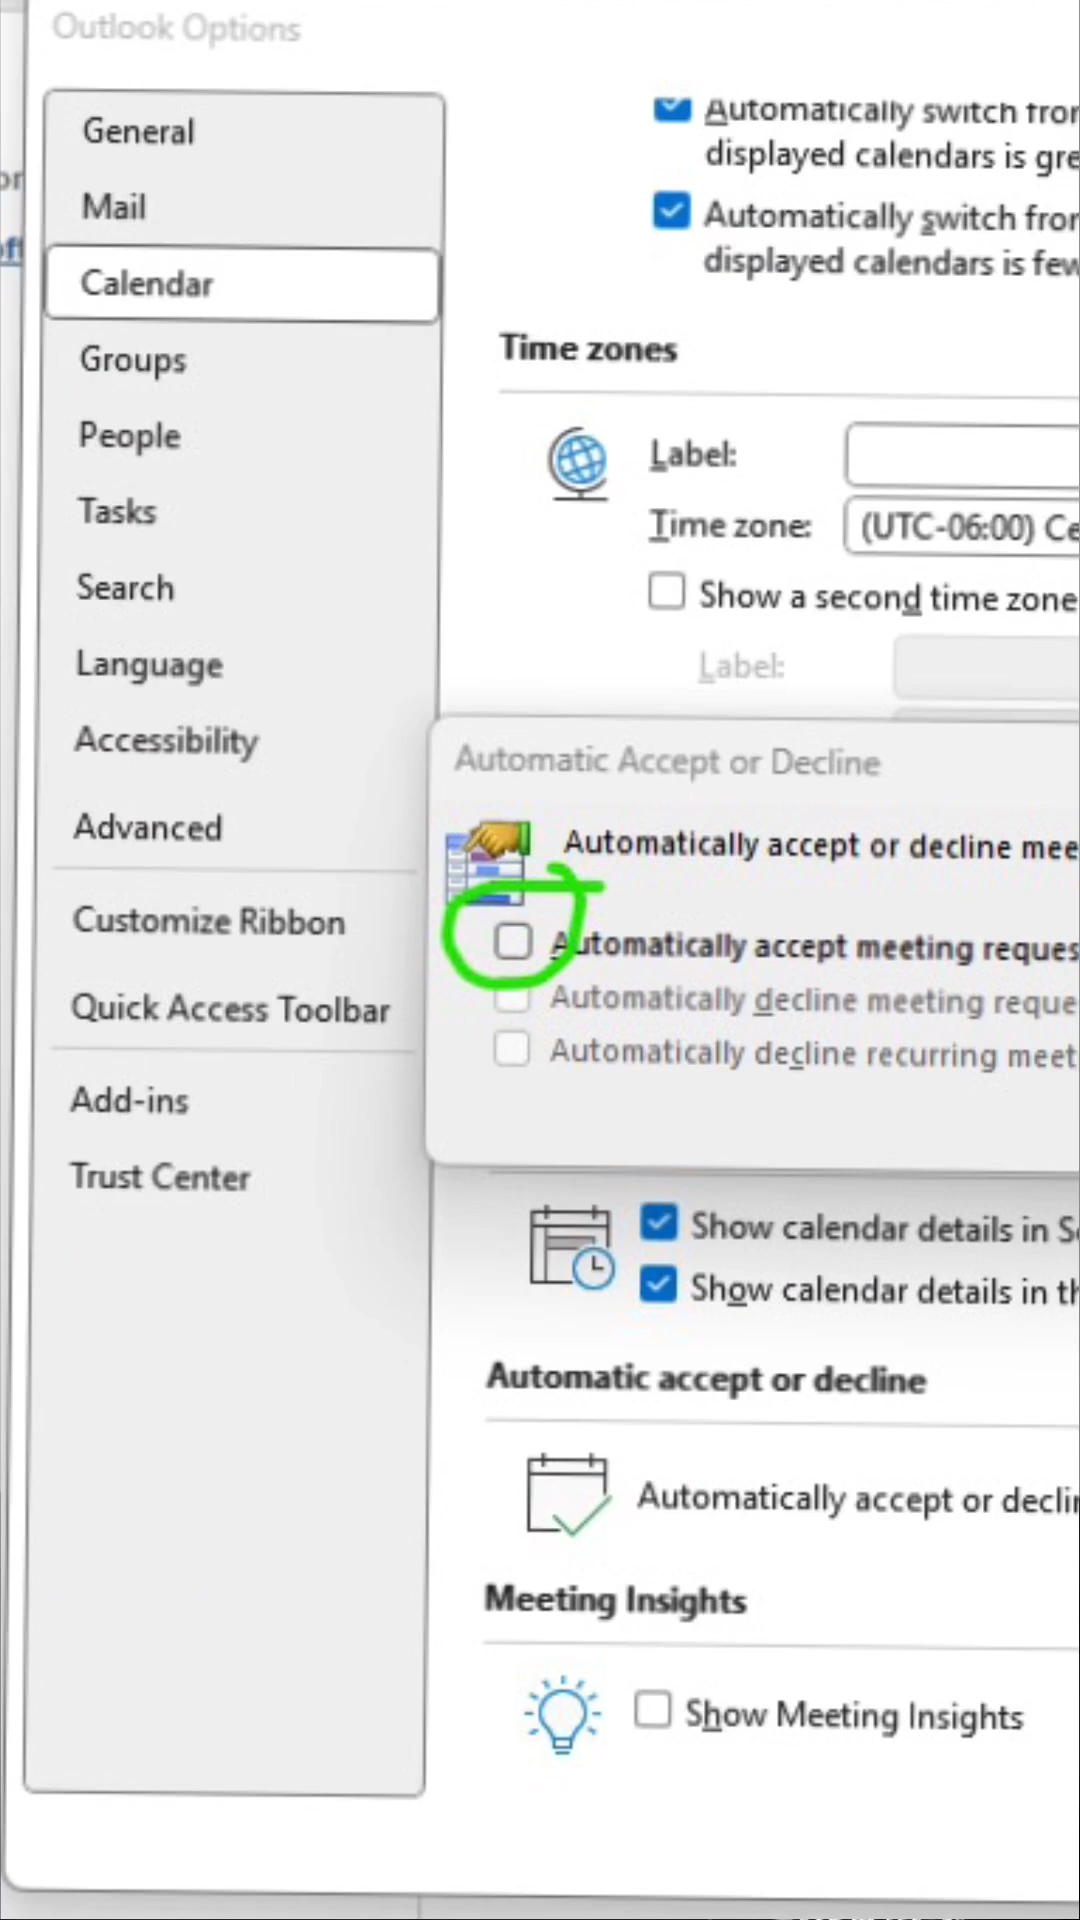 Outlook Options
General
Mail
Calendar
Groups
People
Tasks
Search
Language
Accessibility
Advanced
Customize Ribbon
Quick Access Toolbar
Add-ins
Trust Center
Automatically switch from
displayed calendars is gre
Automatically switch from
displayed calendars is few
Time zones
Label:
Time zone: (UTC-06:00) Ce
Show a second time zone
Label:
Automatic Accept or Decline
Automatically accept or decline mee
Automatically accept meeting reques
Automatically decline meeting reque
Automatically decline recurring meet
Show calendar details in S
Show calendar details in th
Automatic accept or decline
Automatically accept or declin
Meeting Insights
Show Meeting Insights